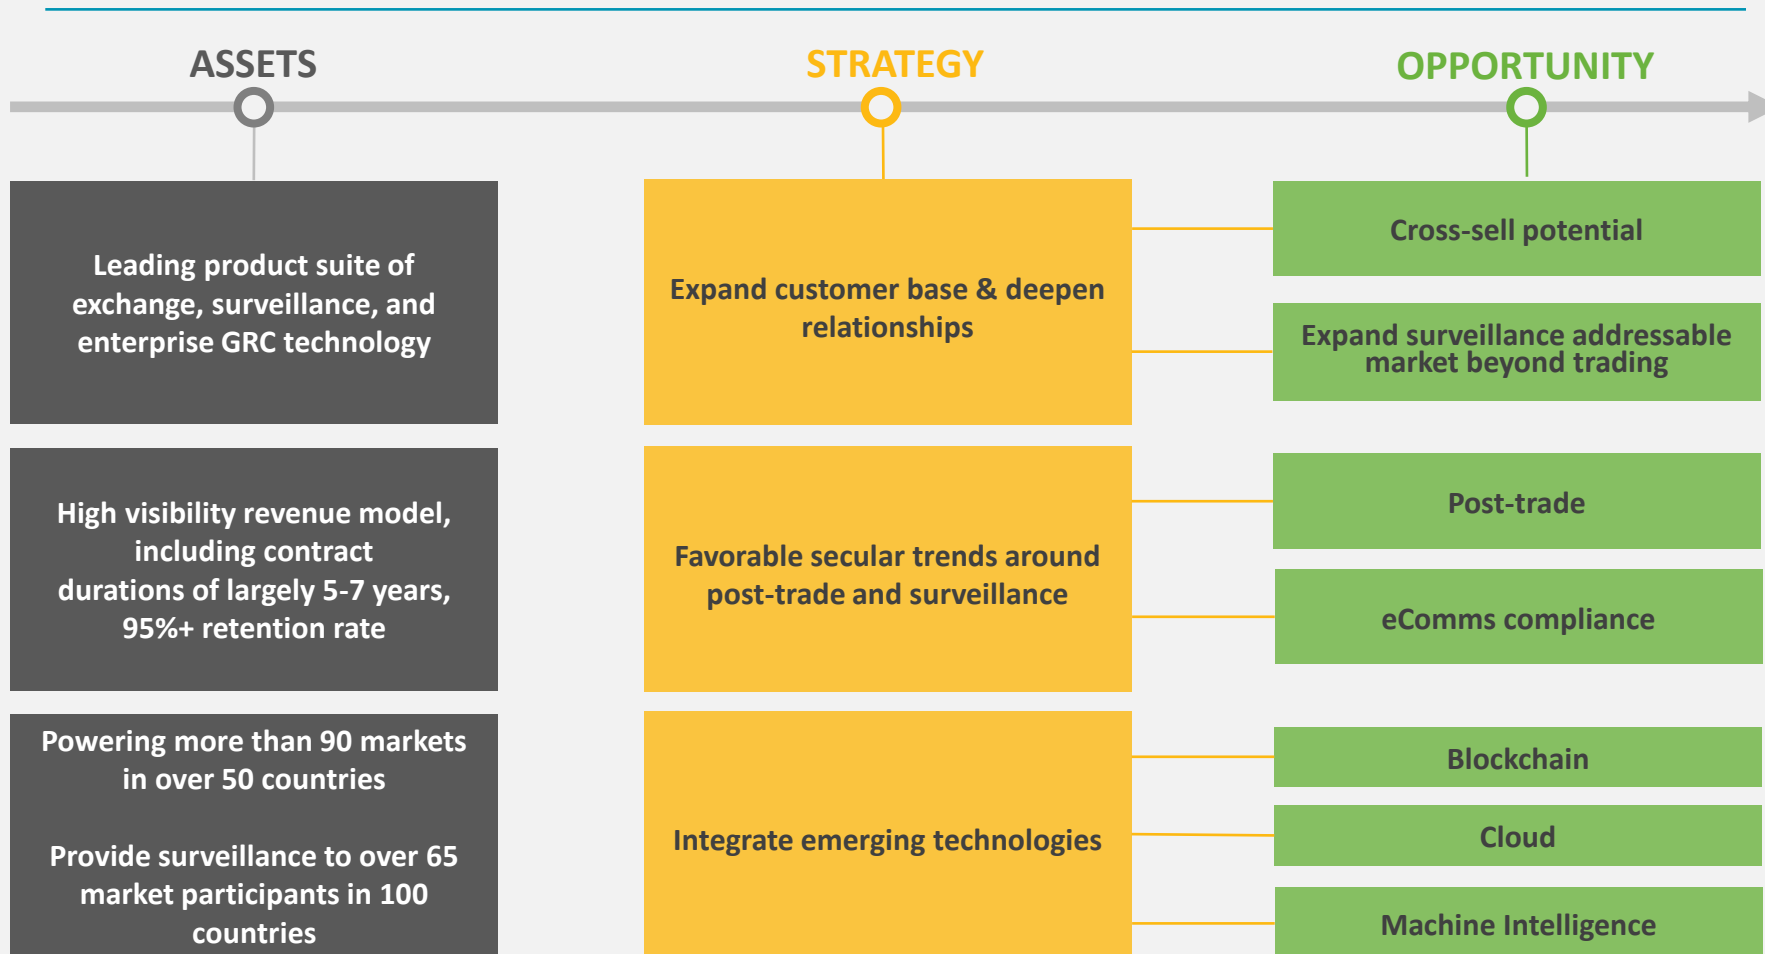 ASSETS
STRATEGY
OPPORTUNITY
Leading product suite of
exchange, surveillance, and
enterprise GRC technology
High visibility revenue model,
including contract
durations of largely 5-7 years,
95%+ retention rate
Powering more than 90 markets
in over 50 countries
Provide surveillance to over 65
market participants in 100
countries
Expand customer base & deepen
relationships
Favorable secular trends around
post-trade and surveillance
Integrate emerging technologies
Cross-sell potential
Expand surveillance addressable
market beyond trading
Post-trade
eComms compliance
Blockchain
Cloud
Machine Intelligence